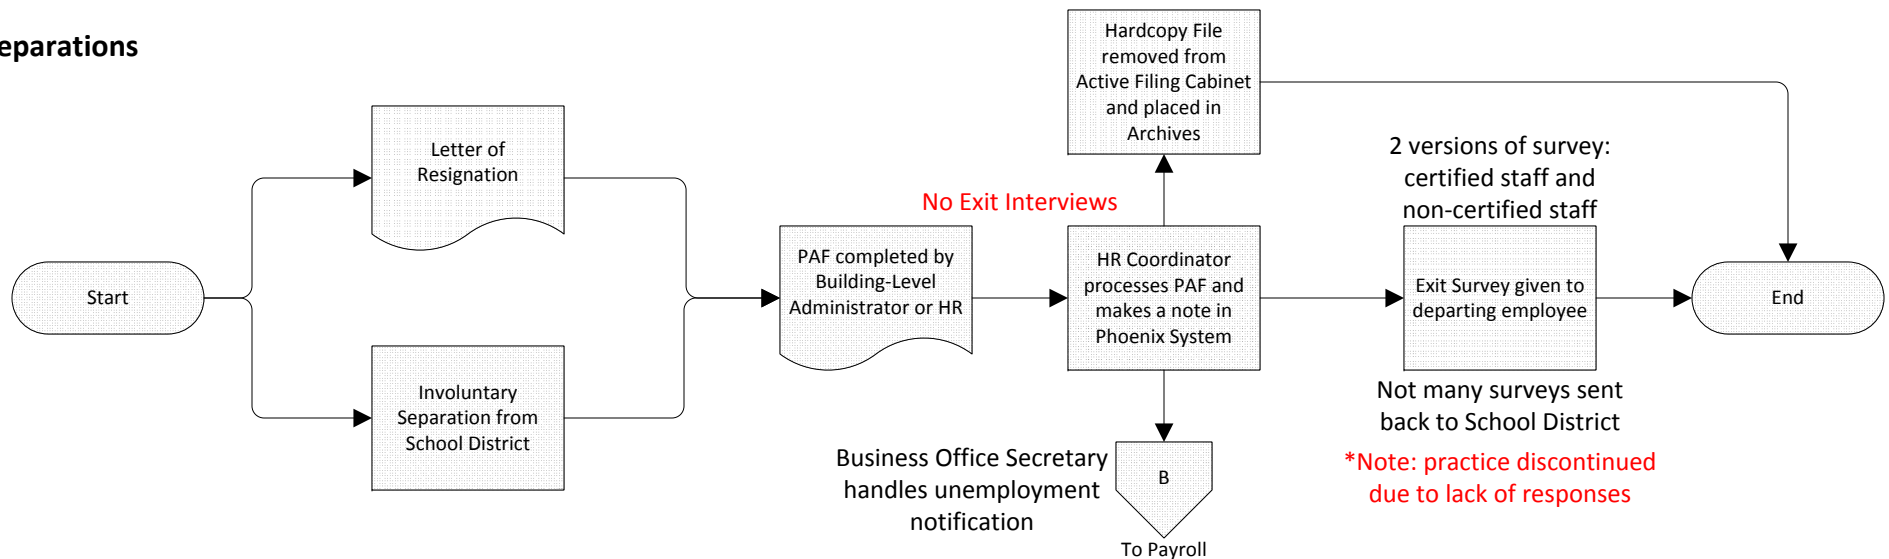 eparations
Start
Letter of
Resignation
Involuntary
Separation from
School District
PAF completed by
Building-Level
Administrator or HR
No Exit Interviews
Hardcopy File
removed from
Active Filing Cabinet
and placed in
Archives
HR Coordinator
processes PAF and
makes a note in
Phoenix System
Business Office Secretary
handles unemployment
notification
B
To Payroll
2 versions of survey:
certified staff and
non-certified staff
Exit Survey given to
departing employee
Not many surveys sent
back to School District
*Note: practice discontinued
due to lack of responses
End